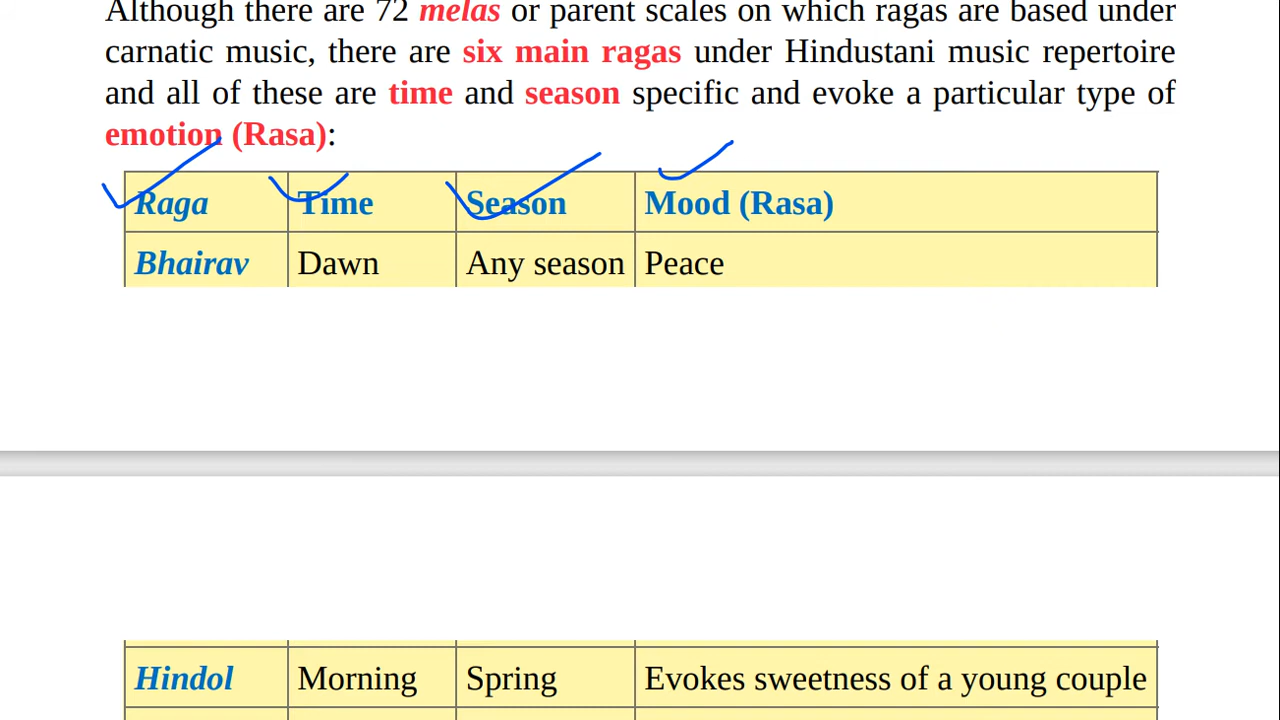 Although there are 72 melas or parent scales on which ragas are based under
carnatic music, there are six main ragas under Hindustani music repertoire
and all of these are time and season specific and evoke a particular type of
emotion (Rasa):
Raga Time Season Mood (Rasa)
Bhairav Dawn Any season Peace
Hindol Morning Spring Evokes sweetness of a young couple